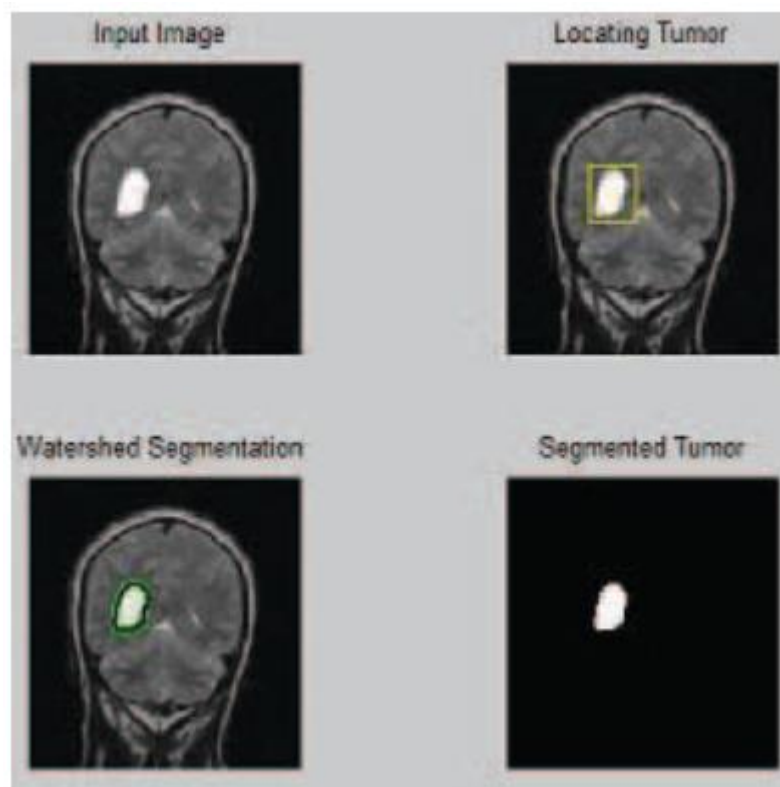 Input Image
Locating Tumor
Watershed Segmentation
Segmented Tumor